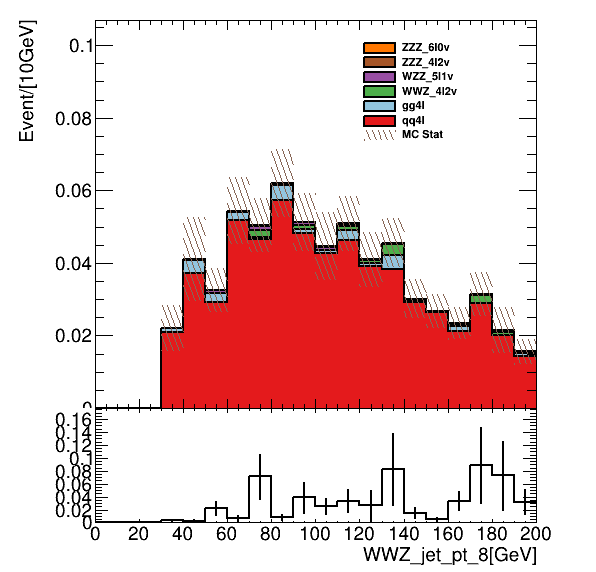 Event/[10GeV]
0.1
0.08
0.06
0.04
0.02
0
ZZZ_6l0v
ZZZ_4l2v
WZZ_5l1v
WWZ_4l2v
gg4l
qq4l
MC Stat
0.16
0.14
0.12
0.1
0.08
0.06
0.04
0.02
0
0 20 40 60 80 100 120 140 160 180 200
WWZ_jet_pt_8[GeV]